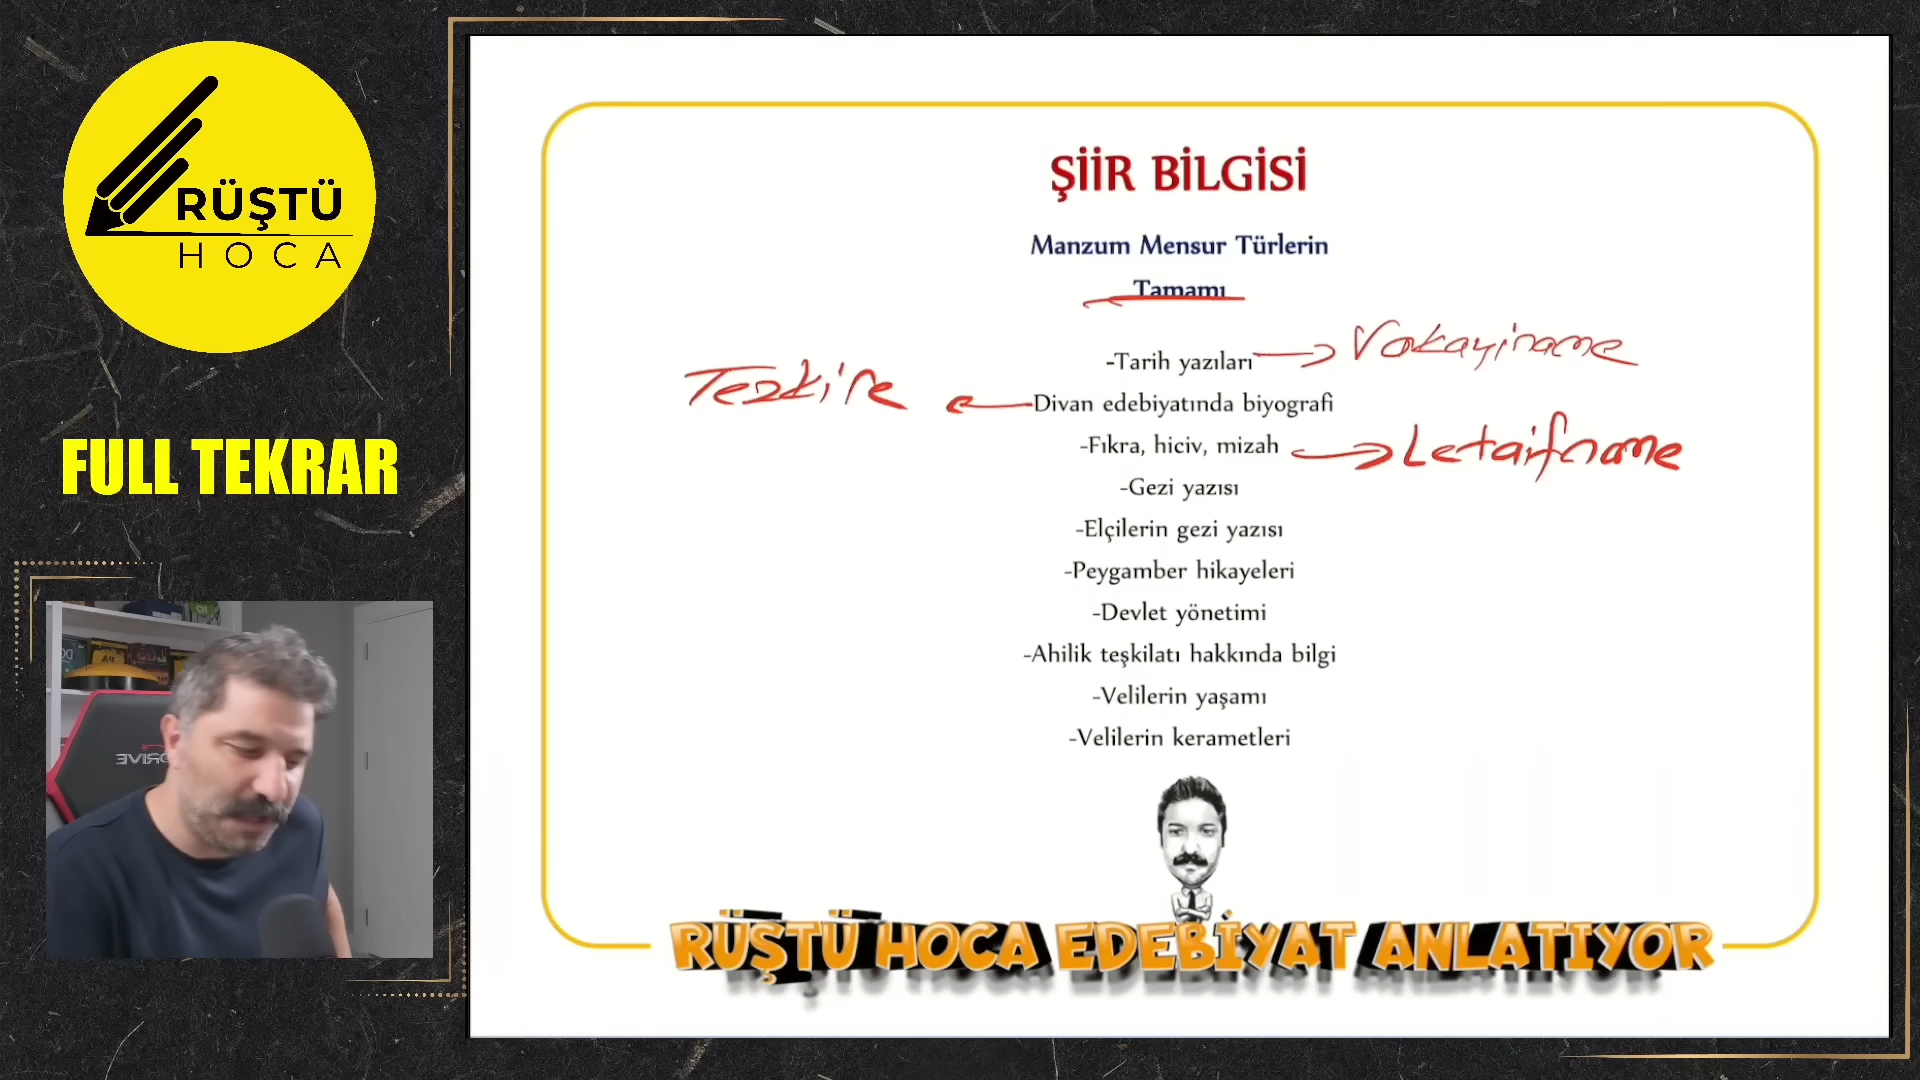 RÜŞTÜ
HOCA
FULL TEKRAR
ŞİİR BİLGİSİ
Manzum Mensur Türlerin
Tamamı
-Tarih yazıları → Vakayiname
Tezkire ← Divan edebiyatında biyografi
-Fıkra, hiciv, mizah → Letaifname
-Gezi yazısı
-Elçilerin gezi yazısı
-Peygamber hikayeleri
-Devlet yönetimi
-Ahilik teşkilatı hakkında bilgi
-Velilerin yaşamı
-Velilerin kerametleri
RÜŞTÜ HOCA EDEBİYAT ANLATIYOR